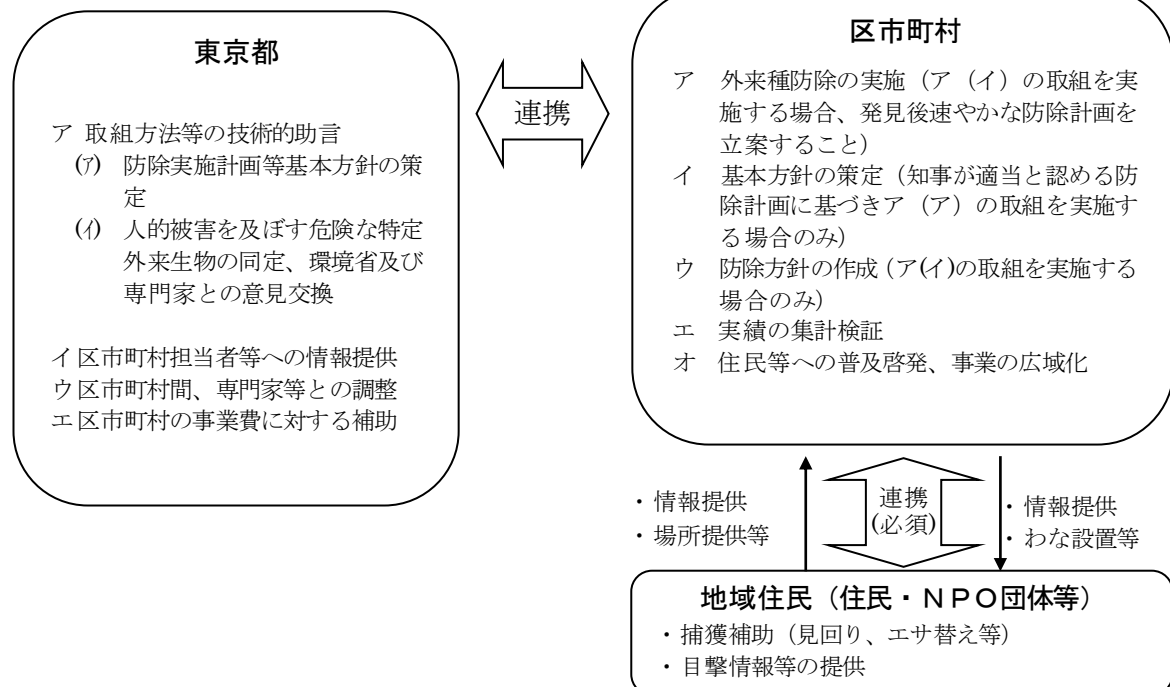 東京都
ア 取組方法等の技術的助言
(ｱ) 防除実施計画等基本方針の策
定
(ｲ) 人的被害を及ぼす危険な特定
外来生物の同定、環境省及び
専門家との意見交換
イ区市町村担当者等への情報提供
ウ区市町村間、専門家等との調整
エ区市町村の事業費に対する補助
連携
区市町村
ア 外来種防除の実施（ア（イ）の取組を実
施する場合、発見後速やかな防除計画を
立案すること）
イ 基本方針の策定（知事が適当と認める防
除計画に基づきア（ア）の取組を実施す
る場合のみ）
ウ 防除方針の作成（ア(イ)の取組を実施する
場合のみ）
エ 実績の集計検証
オ 住民等への普及啓発、事業の広域化
・情報提供
・場所提供等
連携
(必須)
・情報提供
・わな設置等
地域住民（住民・ＮＰＯ団体等）
・捕獲補助（見回り、エサ替え等）
・目撃情報等の提供